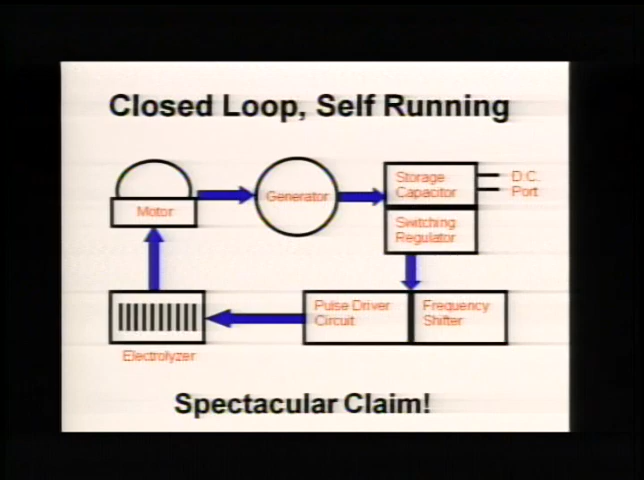 Closed Loop, Self Running
Motor
Generator
Storage
Capacitor
D.C.
Port
Switching
Regulator
Pulse Driver
Circuit
Frequency
Shifter
Electrolyzer
Spectacular Claim!